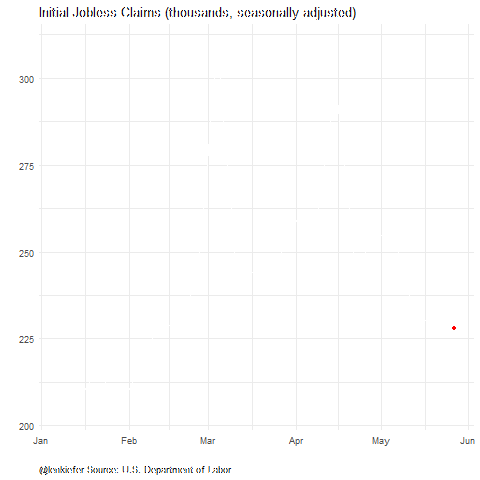 Initial Jobless Claims (thousands, seasonally adjusted)
300
275
250
225
200
Jan Feb Mar Apr May Jun
@lenkiefer Source: U.S. Department of Labor